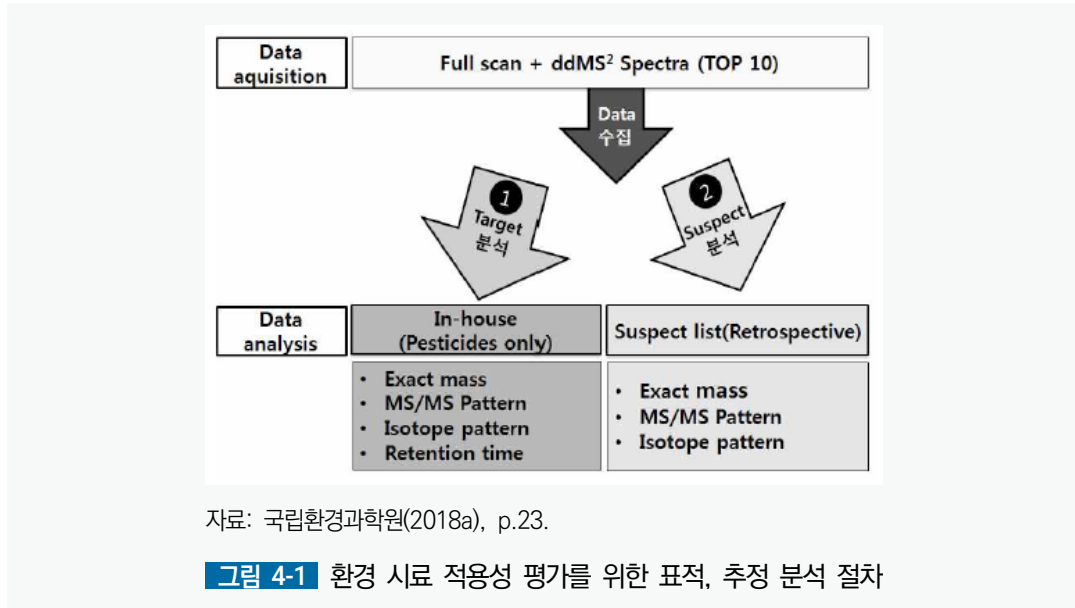 Data
aquisition
Full scan + ddMS² Spectra (TOP 10)
Data
수집
1
Target
분석
2
Suspect
분석
Data
analysis
In-house
(Pesticides only)
Suspect list(Retrospective)
• Exact mass
• MS/MS Pattern
• Isotope pattern
• Retention time
• Exact mass
• MS/MS Pattern
• Isotope pattern
자료: 국립환경과학원(2018a), p.23.
그림 4-1 환경 시료 적용성 평가를 위한 표적, 추정 분석 절차